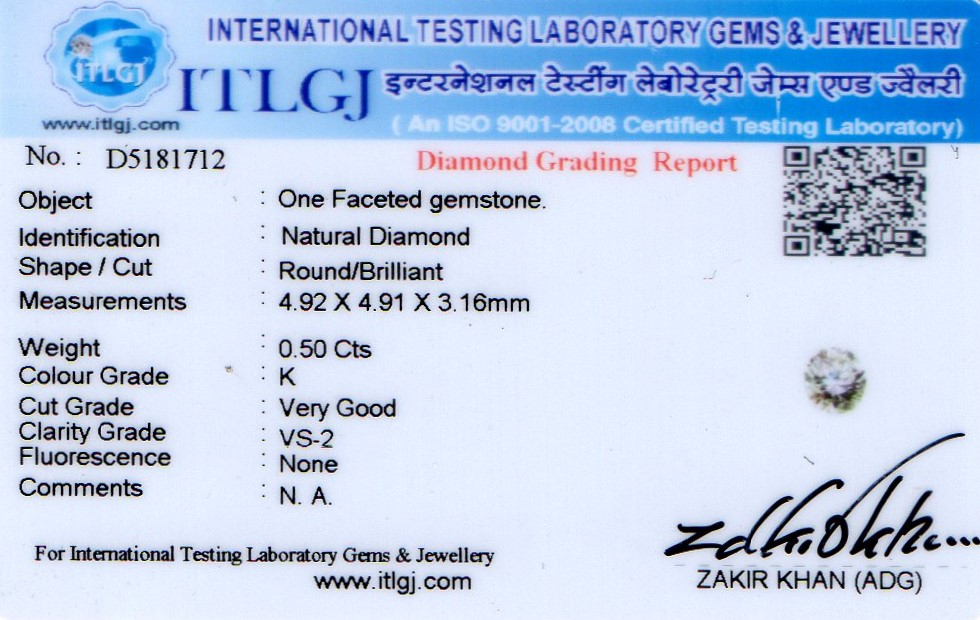 INTERNATIONAL TESTING LABORATORY GEMS & JEWELLERY
ITLGJ
ITLGJ
इन्टरनेशनल टेस्टींग लेबोरेट्ररी जेम्स एण्ड ज्वैलरी
www.itlgj.com
( An ISO 9001-2008 Certified Testing Laboratory)
No. : D5181712
Diamond Grading Report
Object : One Faceted gemstone.
Identification : Natural Diamond
Shape / Cut : Round/Brilliant
Measurements : 4.92 X 4.91 X 3.16mm
Weight : 0.50 Cts
Colour Grade : K
Cut Grade : Very Good
Clarity Grade : VS-2
Fluorescence : None
Comments : N. A.
For International Testing Laboratory Gems & Jewellery
www.itlgj.com
ZAKIR KHAN (ADG)